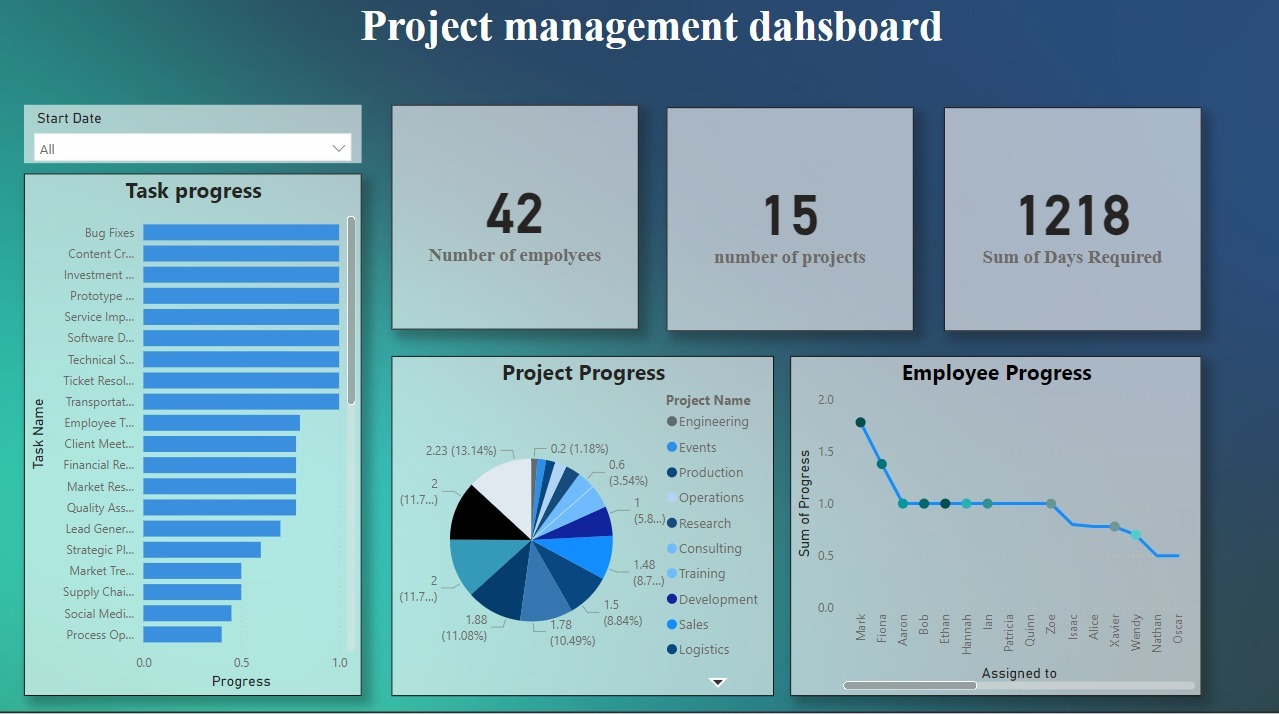 Project management dahsboard
Start Date
All
Task progress
Task Name
Bug Fixes
Content Cr...
Investment ...
Prototype ...
Service Imp...
Software D...
Technical S...
Ticket Resol...
Transportat...
Employee T...
Client Meet...
Financial Re...
Market Res...
Quality Ass...
Lead Gener...
Strategic Pl...
Market Tre...
Supply Chai...
Social Medi...
Process Op...
0.0 0.5 1.0
Progress
42
Number of empolyees
15
number of projects
1218
Sum of Days Required
Project Progress
2.23 (13.14%)
0.2 (1.18%)
0.6
(3.54%)
1
(5.8...)
1.48
(8.7...)
1.5
(8.84%)
1.78
(10.49%)
1.88
(11.08%)
2
(11.7...)
2
(11.7...)
Project Name
Engineering
Events
Production
Operations
Research
Consulting
Training
Development
Sales
Logistics
Employee Progress
Sum of Progress
2.0
1.5
1.0
0.5
0.0
Mark
Fiona
Aaron
Bob
Ethan
Hannah
Ian
Patricia
Quinn
Zoe
Isaac
Alice
Xavier
Wendy
Nathan
Oscar
Assigned to